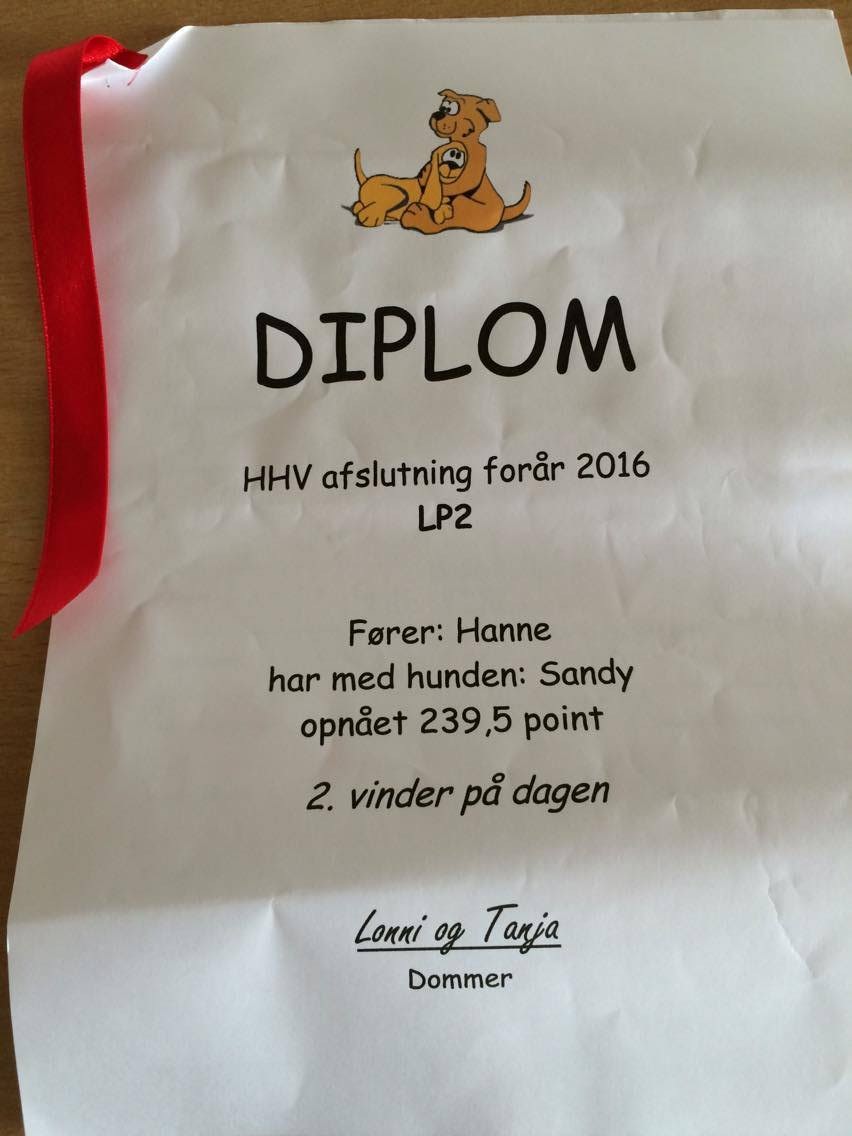 DIPLOM
HHV afslutning forår 2016
LP2
Fører: Hanne
har med hunden: Sandy
opnået 239,5 point
2. vinder på dagen
Lonni og Tanja
Dommer